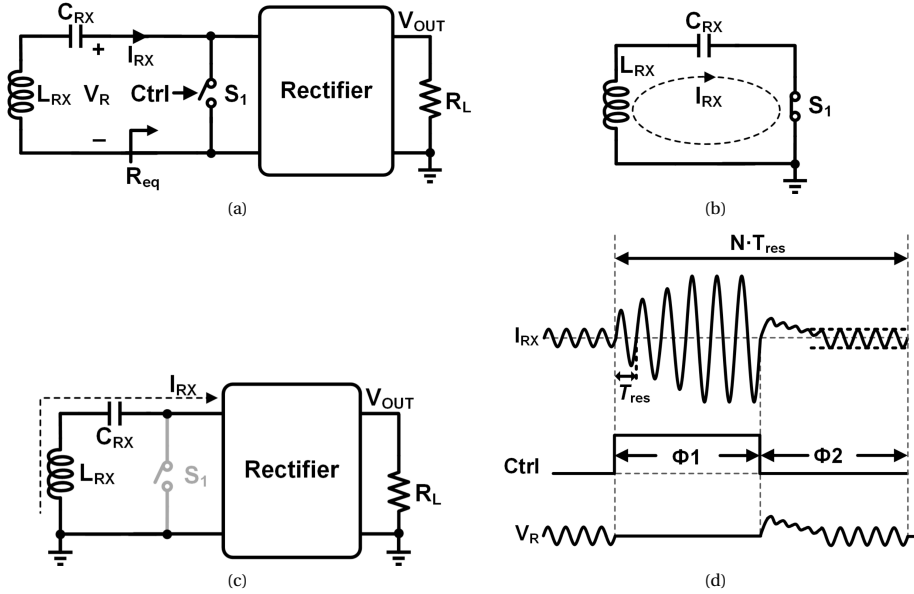 C_RX
+
I_RX
V_OUT
L_RX
V_R
Ctrl
S_1
Rectifier
R_L
−
R_eq
(a)
C_RX
L_RX
I_RX
S_1
(b)
I_RX
V_OUT
C_RX
L_RX
S_1
Rectifier
R_L
(c)
N·T_res
I_RX
T_res
Ctrl
Φ1
Φ2
V_R
(d)